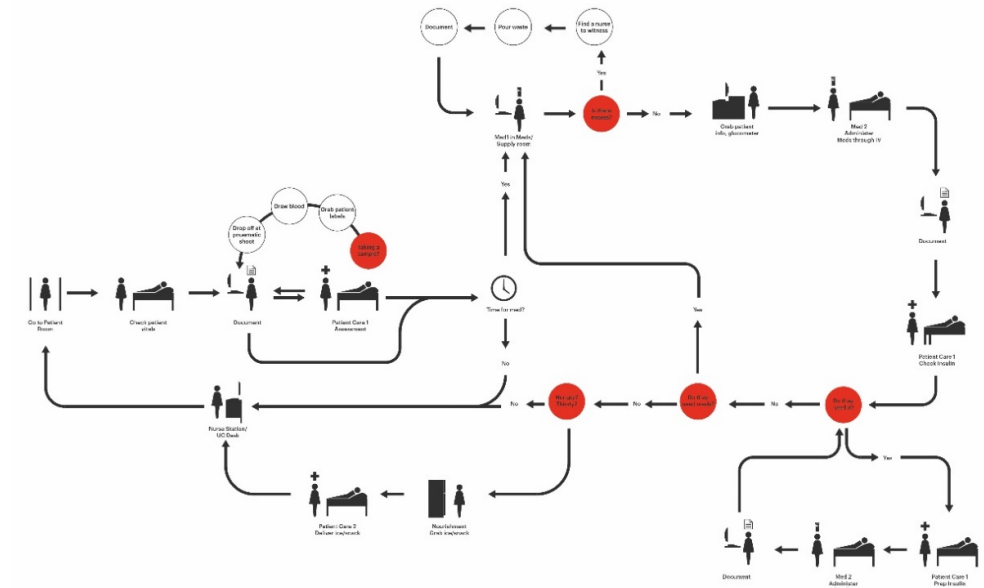 Document
Pour waste
Find a nurse
to witness
Yes
Med 1 in Meds/
Supply room
Is there
excess?
No
Grab patient
info, glucometer
Med 2
Administer
Meds through IV
Yes
Draw blood
Drab patient
labels
Drop off at
pnuematic
shoot
Taking a
sample?
Document
Go to Patient
Room
Check patient
vitals
Document
Patient Care 1
Assessment
Time for med?
Yes
No
Patient Care 1
Check Insulin
Nurse Station/
UC Desk
No
Hungry?
Thirsty?
No
Do they
need meds?
No
Do they
need it?
Yes
Patient Care 3
Deliver ice/snack
Nourishment
Grab ice/snack
Document
Med 2
Administer
Patient Care 1
Prep Insulin